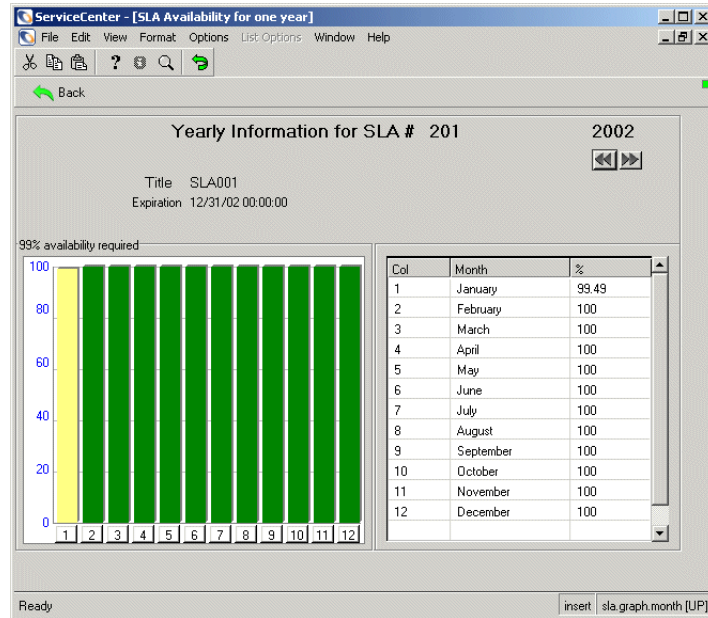 ServiceCenter - [SLA Availability for one year]
File Edit View Format Options List Options Window Help
Back
Yearly Information for SLA # 201 2002
Title SLA001
Expiration 12/31/02 00:00:00
99% availability required
100
80
60
40
20
0
1 2 3 4 5 6 7 8 9 10 11 12
Col Month %
1 January 99.49
2 February 100
3 March 100
4 April 100
5 May 100
6 June 100
7 July 100
8 August 100
9 September 100
10 October 100
11 November 100
12 December 100
Ready insert sla.graph.month [UP]